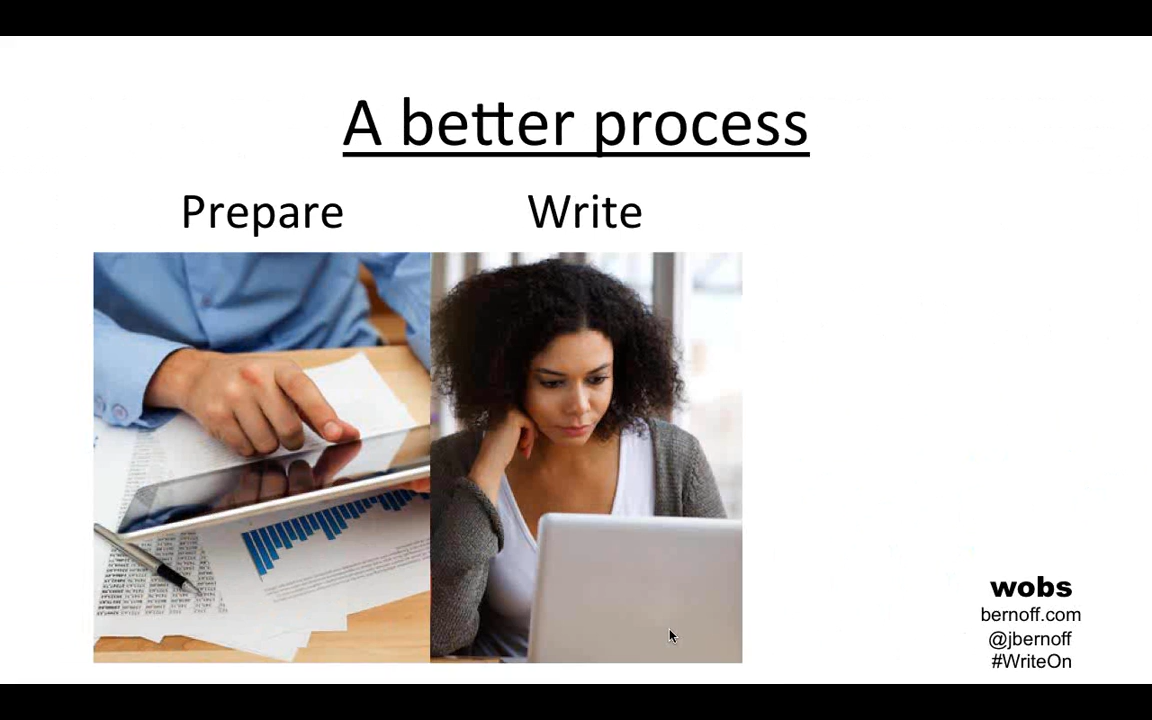 A better process
Prepare
Write
wobs
bernoff.com
@jbernoff
#WriteOn